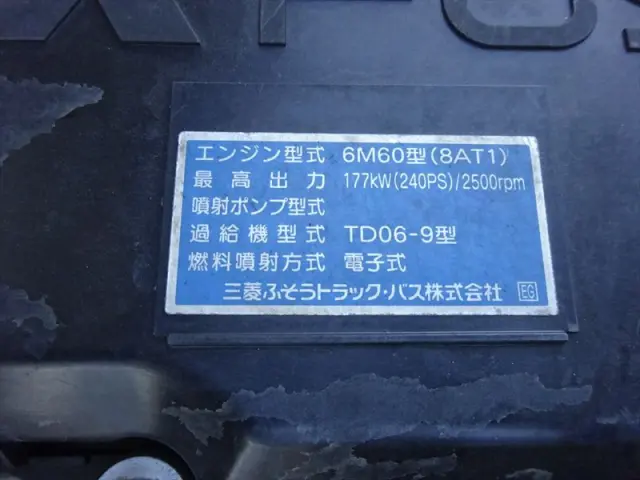 エンジン型式 6M60型(8AT1)
最高出力 177kW(240PS)/2500rpm
噴射ポンプ型式
過給機型式 TD06-9型
燃料噴射方式 電子式
三菱ふそうトラック・バス株式会社 EG